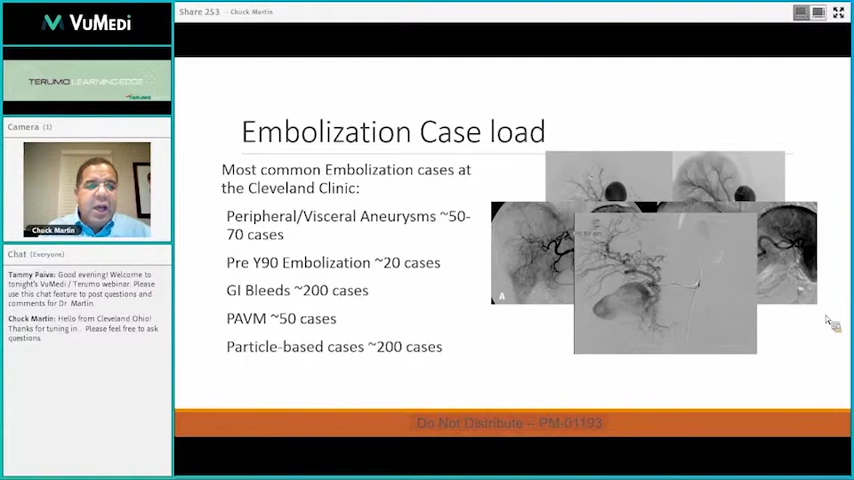 VUMEDI
TERUMO LEARNING EDGE
TERUMO
Camera (1)
Chuck Martin
Chat (Everyone)
Tammy Paiva: Good evening! Welcome to
tonight's VuMedi / Terumo webinar. Please
use this chat feature to post questions and
comments for Dr. Martin.
Chuck Martin: Hello from Cleveland Ohio!
Thanks for tuning in . Please feel free to ask
questions
Share 253 - Chuck Martin
Embolization Case load
Most common Embolization cases at
the Cleveland Clinic:
Peripheral/Visceral Aneurysms ~50-
70 cases
Pre Y90 Embolization ~20 cases
GI Bleeds ~200 cases
PAVM ~50 cases
Particle-based cases ~200 cases
A
Do Not Distribute – PM-01193